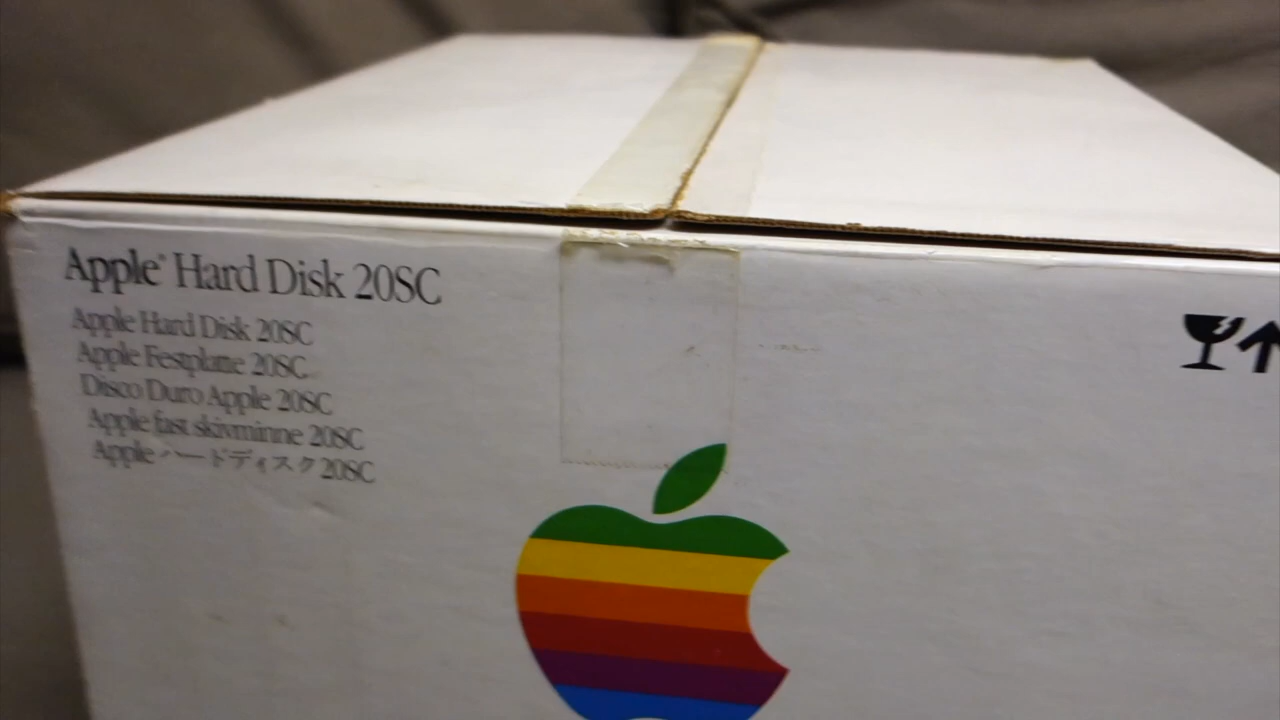 Apple® Hard Disk 20SC
Apple Hard Disk 20SC
Apple Festplatte 20SC
Disco Duro Apple 20SC
Apple fast skivminne 20SC
Apple ハードディスク 20SC